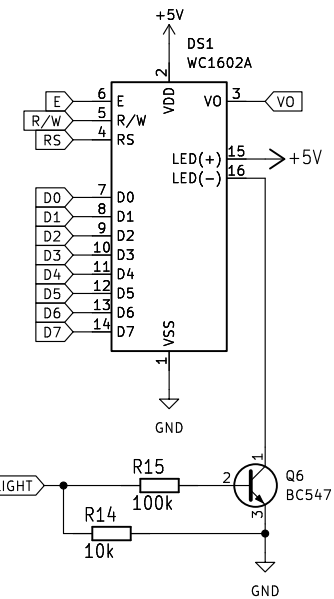 +5V
DS1
WC1602A
2
VDD
E 6 E
VO 3 VO
R/W 5 R/W
RS 4 RS
LED(+) 15 +5V
LED(-) 16
D0 7 D0
D1 8 D1
D2 9 D2
D3 10 D3
D4 11 D4
D5 12 D5
D6 13 D6
D7 14 D7
VSS
1
GND
1
IGHT
R15
100k
2
Q6
BC547
3
R14
10k
GND